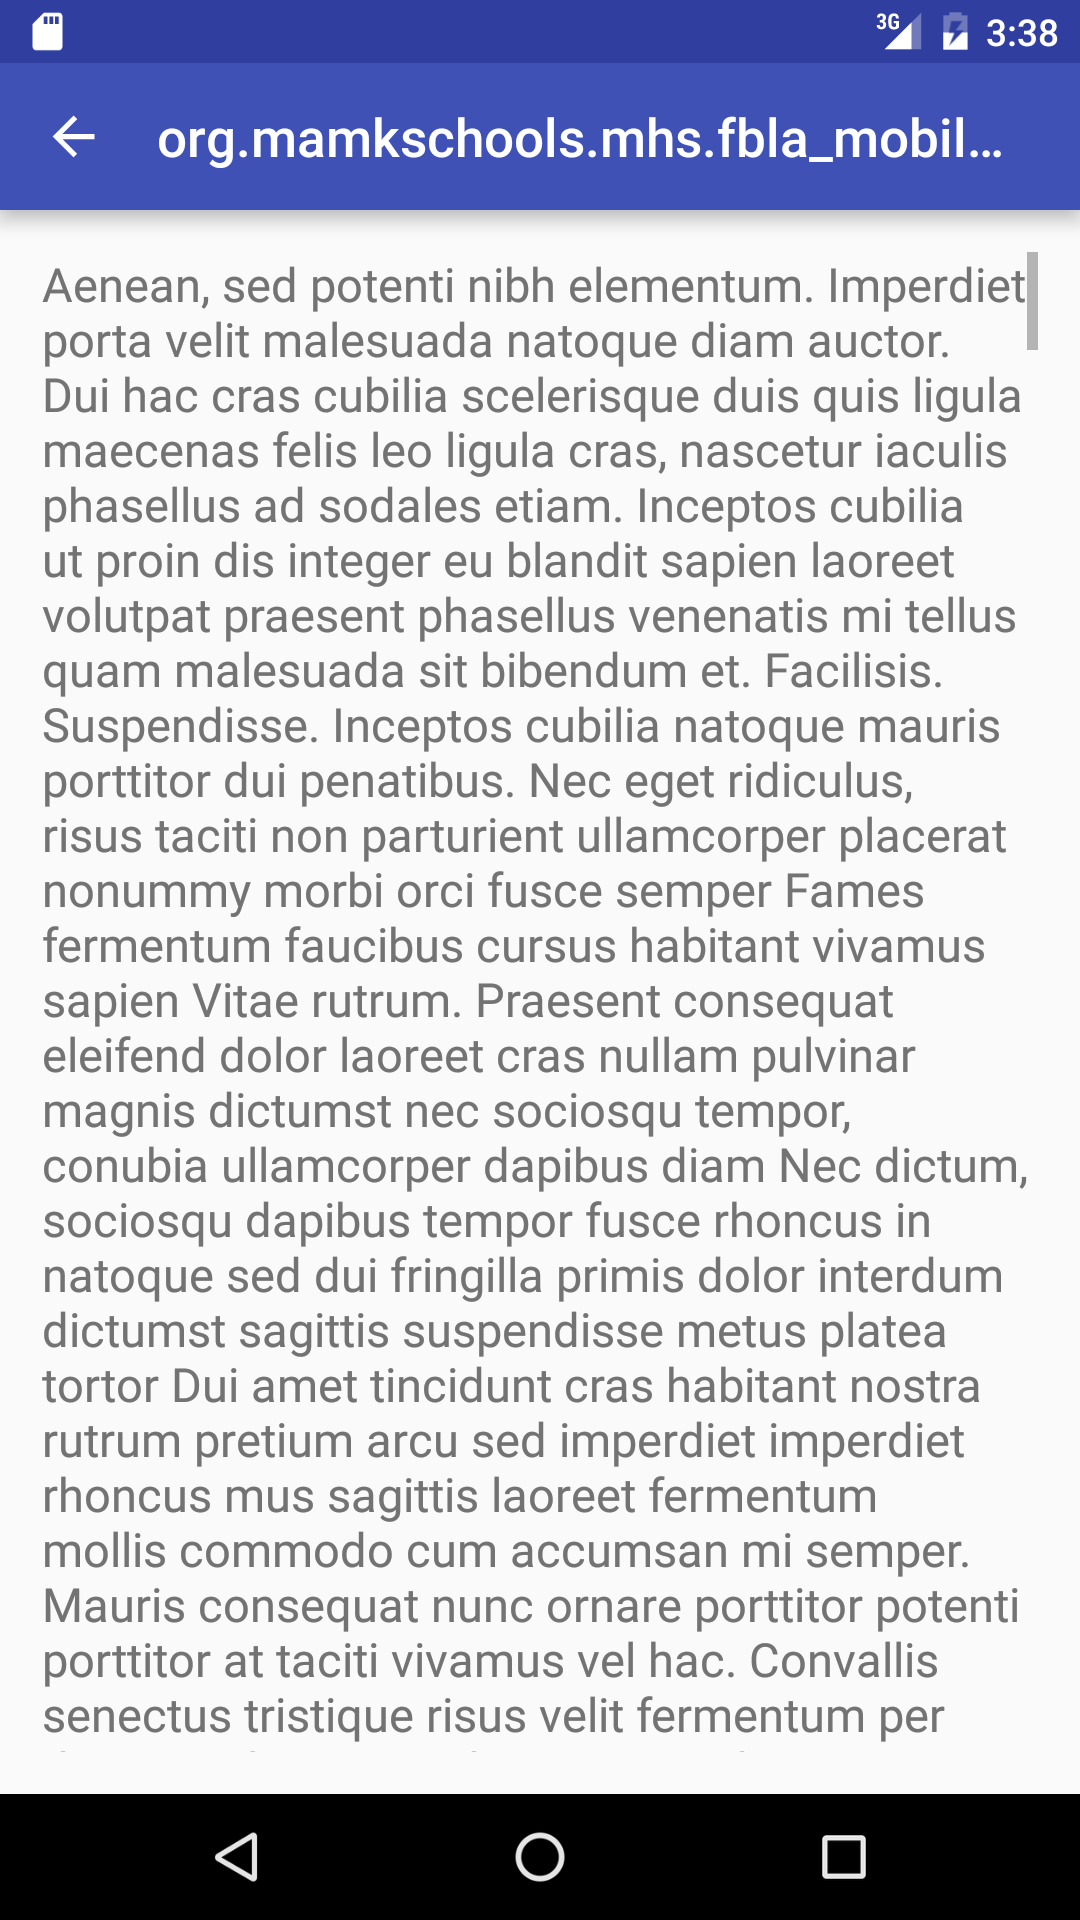 3G 3:38
org.mamkschools.mhs.fbla_mobil...
Aenean, sed potenti nibh elementum. Imperdiet
porta velit malesuada natoque diam auctor.
Dui hac cras cubilia scelerisque duis quis ligula
maecenas felis leo ligula cras, nascetur iaculis
phasellus ad sodales etiam. Inceptos cubilia
ut proin dis integer eu blandit sapien laoreet
volutpat praesent phasellus venenatis mi tellus
quam malesuada sit bibendum et. Facilisis.
Suspendisse. Inceptos cubilia natoque mauris
porttitor dui penatibus. Nec eget ridiculus,
risus taciti non parturient ullamcorper placerat
nonummy morbi orci fusce semper Fames
fermentum faucibus cursus habitant vivamus
sapien Vitae rutrum. Praesent consequat
eleifend dolor laoreet cras nullam pulvinar
magnis dictumst nec sociosqu tempor,
conubia ullamcorper dapibus diam Nec dictum,
sociosqu dapibus tempor fusce rhoncus in
natoque sed dui fringilla primis dolor interdum
dictumst sagittis suspendisse metus platea
tortor Dui amet tincidunt cras habitant nostra
rutrum pretium arcu sed imperdiet imperdiet
rhoncus mus sagittis laoreet fermentum
mollis commodo cum accumsan mi semper.
Mauris consequat nunc ornare porttitor potenti
porttitor at taciti vivamus vel hac. Convallis
senectus tristique risus velit fermentum per